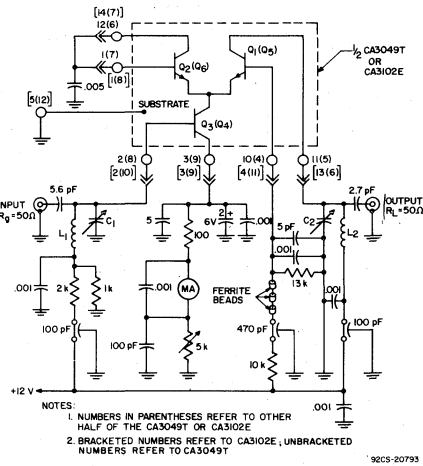 [14(7)]
12(6)
1(7)
[1(8)]
.005
Q2(Q6)
Q1(Q5)
1/2 CA3049T
OR
CA3102E
[5(12)]
SUBSTRATE
Q3(Q4)
2(8)
[2(10)]
3(9)
[3(9)]
10(4)
[4(11)]
11(5)
[13(6)]
INPUT
Rg=50Ω
5.6 pF
L1
C1
5
2 +
6V
.001
100
5 pF
.001
C2
2.7 pF
OUTPUT
RL=50Ω
L2
.001
2k
1k
.001
MA
FERRITE
BEADS
13k
.001
100 pF
100 pF
5k
470 pF
10k
100 pF
+12 V
.001
NOTES:
1. NUMBERS IN PARENTHESES REFER TO OTHER
HALF OF THE CA3049T OR CA3102E
2. BRACKETED NUMBERS REFER TO CA3102E; UNBRACKETED
NUMBERS REFER TO CA3049T
92CS-20793